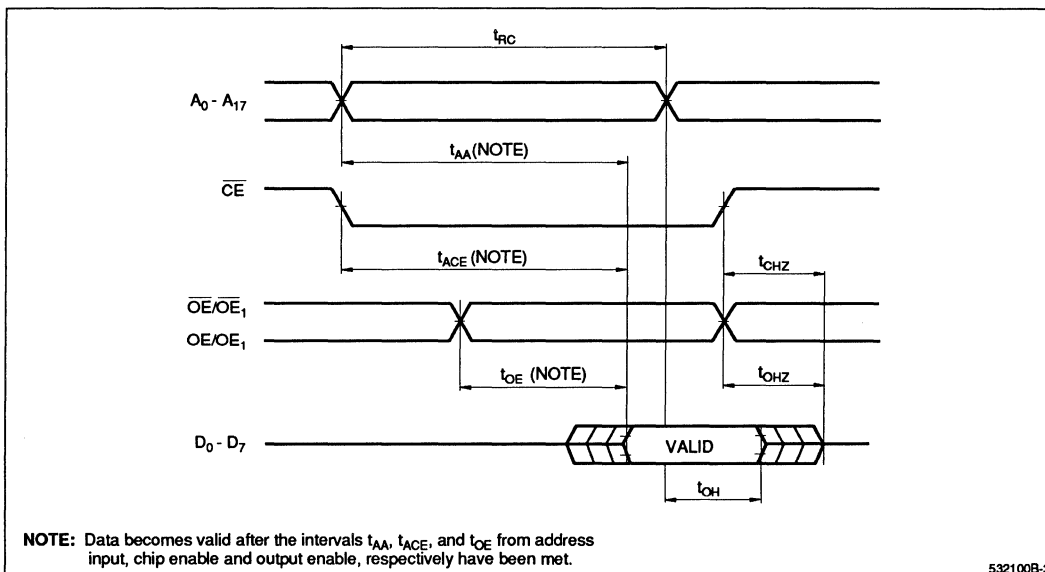 tRC
A0 - A17
tAA (NOTE)
CE
tACE (NOTE)
tCHZ
OE/OE1
OE/OE1
tOE (NOTE)
tOHZ
D0 - D7
VALID
tOH
NOTE: Data becomes valid after the intervals tAA, tACE, and tOE from address
input, chip enable and output enable, respectively have been met.